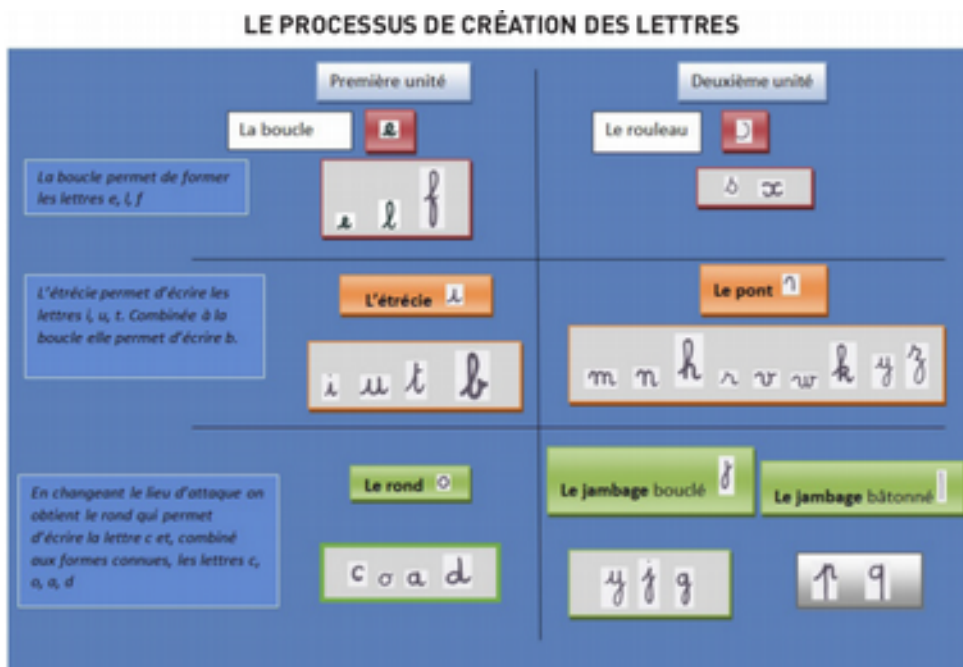 LE PROCESSUS DE CRÉATION DES LETTRES
Première unité
Deuxième unité
La boucle e
Le rouleau
La boucle permet de former
les lettres e, l, f
e l f
s x
L'étrécie permet d'écrire les
lettres i, u, t. Combinée à la
boucle elle permet d'écrire b.
L'étrécie
Le pont
i u t b
m n h r v w k y z
En changeant le lieu d'attaque on
obtient le rond qui permet
d'écrire la lettre c et, combiné
aux formes connues, les lettres c,
o, a, d
Le rond o
Le jambage bouclé
Le jambage bâtonné
c o a d
y j g
p q